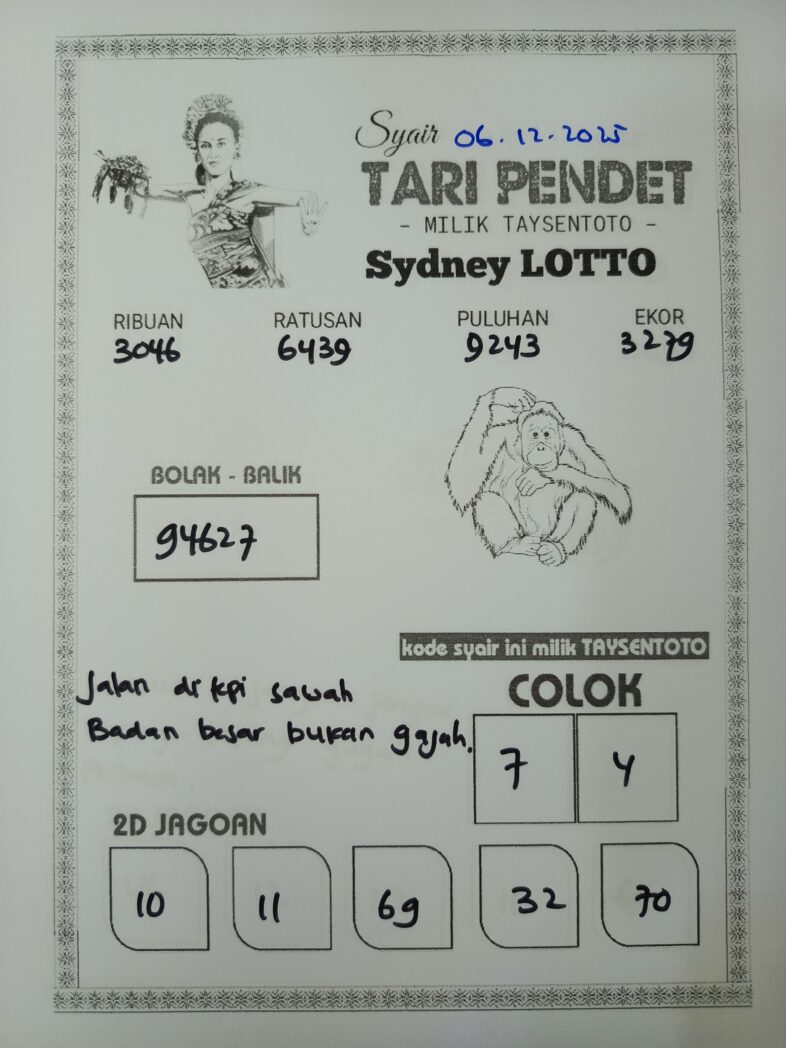 Syair 06.12.2025
TARI PENDET
- MILIK TAYSENTOTO -
Sydney LOTTO
RIBUAN RATUSAN PULUHAN EKOR
3046 6439 9243 3279
BOLAK - BALIK
94627
kode syair ini milik TAYSENTOTO
Jalan di tepi sawah
Badan besar bukan gajah.
COLOK
7 4
2D JAGOAN
10 11 69 32 70